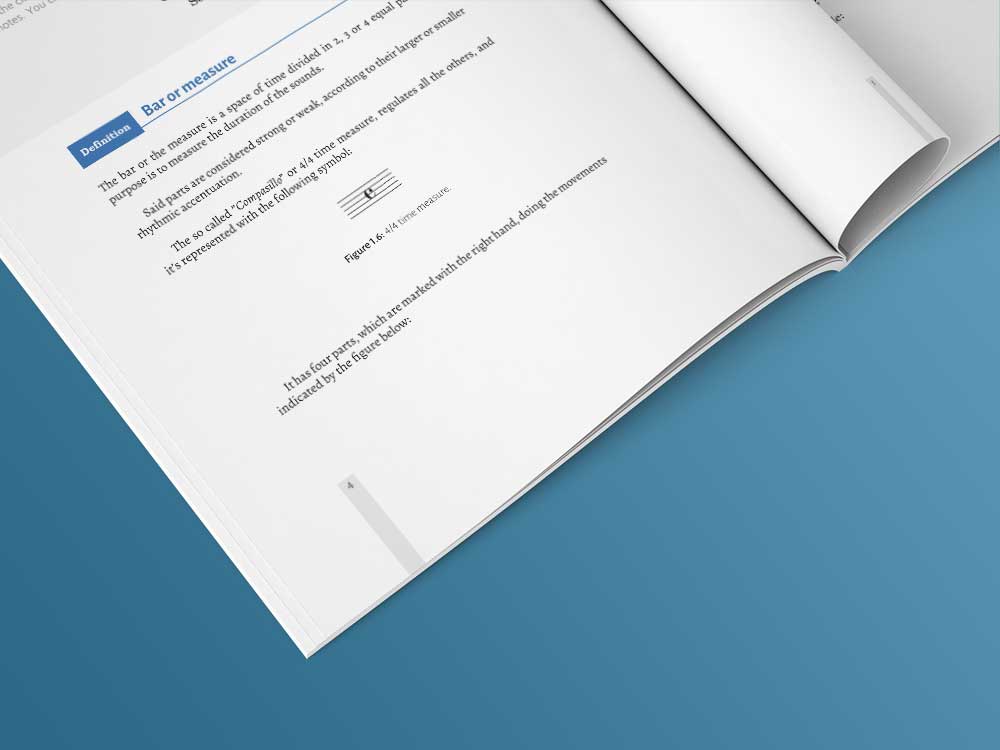 otes. You c
Definition
Bar or measure
The bar or the measure is a space of time divided in 2, 3 or 4 equal
purpose is to measure the duration of the sounds.
Said parts are considered strong or weak, according to their larger or smaller
rhythmic accentuation.
The so called "Compasillo" or 4/4 time measure, regulates all the others, and
it's represented with the following symbol:
Figure 1.6: 4/4 time measure.
It has four parts, which are marked with the right hand, doing the movements
indicated by the figure below:
4